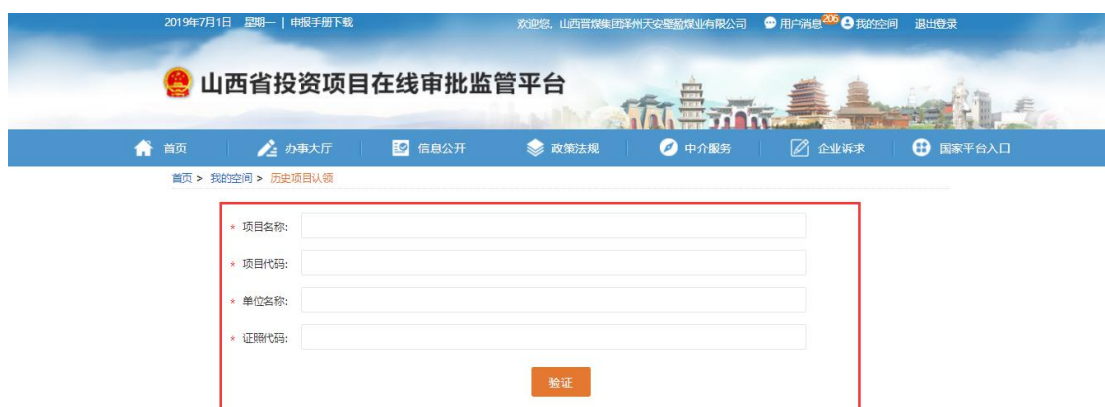 2019年7月1日 星期一 | 申报手册下载 欢迎您, 山西晋煤集团泽州天安壁盈煤业有限公司 用户消息 206 我的空间 退出登录
山西省投资项目在线审批监管平台
首页 办事大厅 信息公开 政策法规 中介服务 企业诉求 国家平台入口
首页 > 我的空间 > 历史项目认领
* 项目名称:
* 项目代码:
* 单位名称:
* 证照代码:
验证